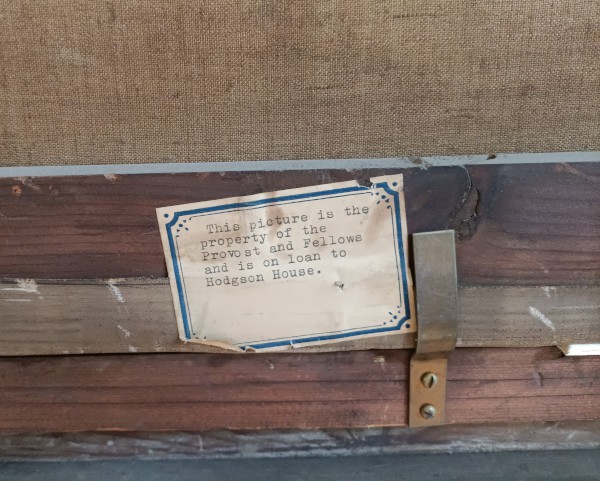 This picture is the
property of the
Provost and Fellows
and is on loan to
Hodgson House.